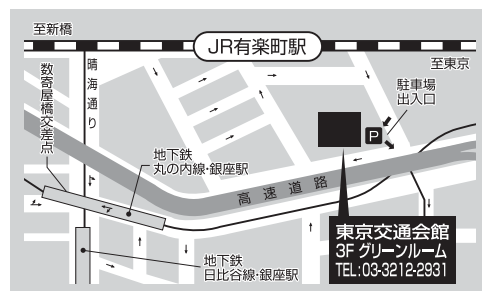 至新橋
JR有楽町駅
至東京
晴海通り
数寄屋橋交差点
駐車場
出入口
P
地下鉄
丸の内線・銀座駅
高速道路
地下鉄
日比谷線・銀座駅
東京交通会館
3F グリーンルーム
TEL:03-3212-2931